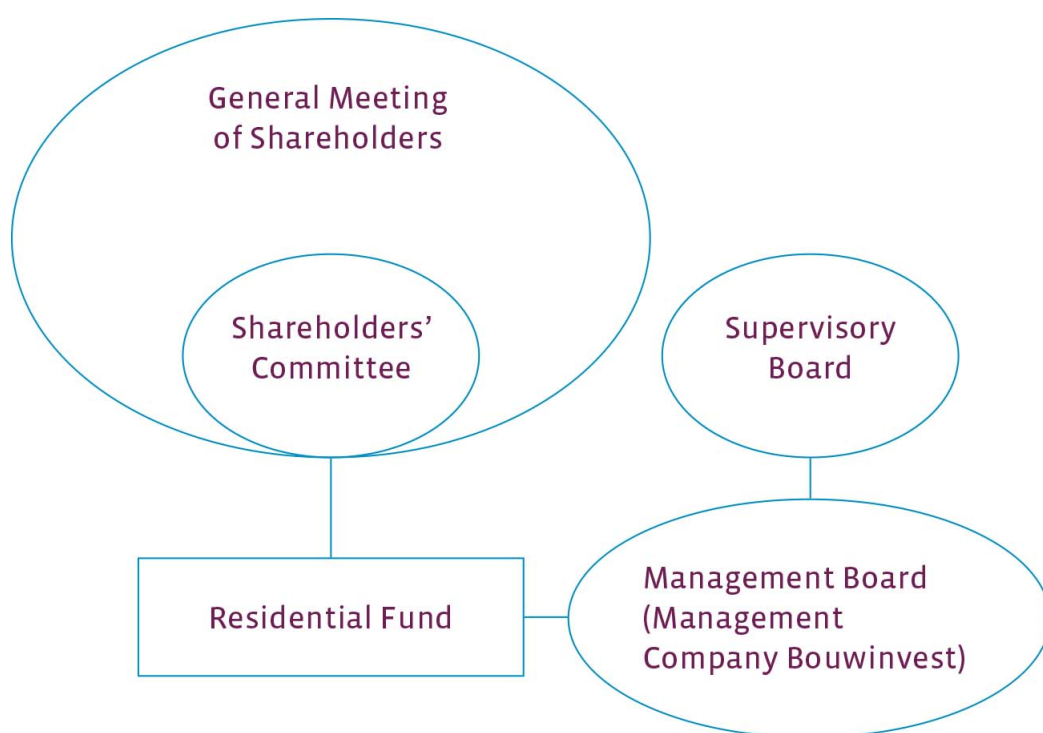 General Meeting
of Shareholders
Shareholders’
Committee
Supervisory
Board
Residential Fund
Management Board
(Management
Company Bouwinvest)